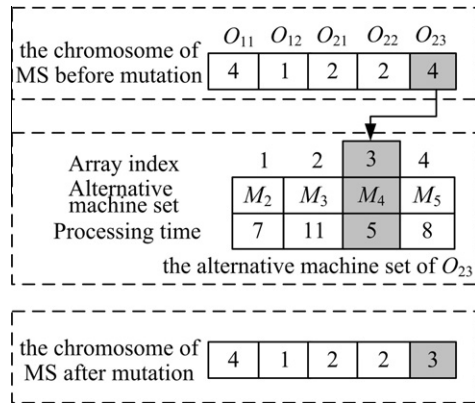 O11 O12 O21 O22 O23
the chromosome of
MS before mutation 4 1 2 2 4
Array index 1 2 3 4
Alternative
machine set M2 M3 M4 M5
Processing time 7 11 5 8
the alternative machine set of O23
the chromosome of
MS after mutation 4 1 2 2 3